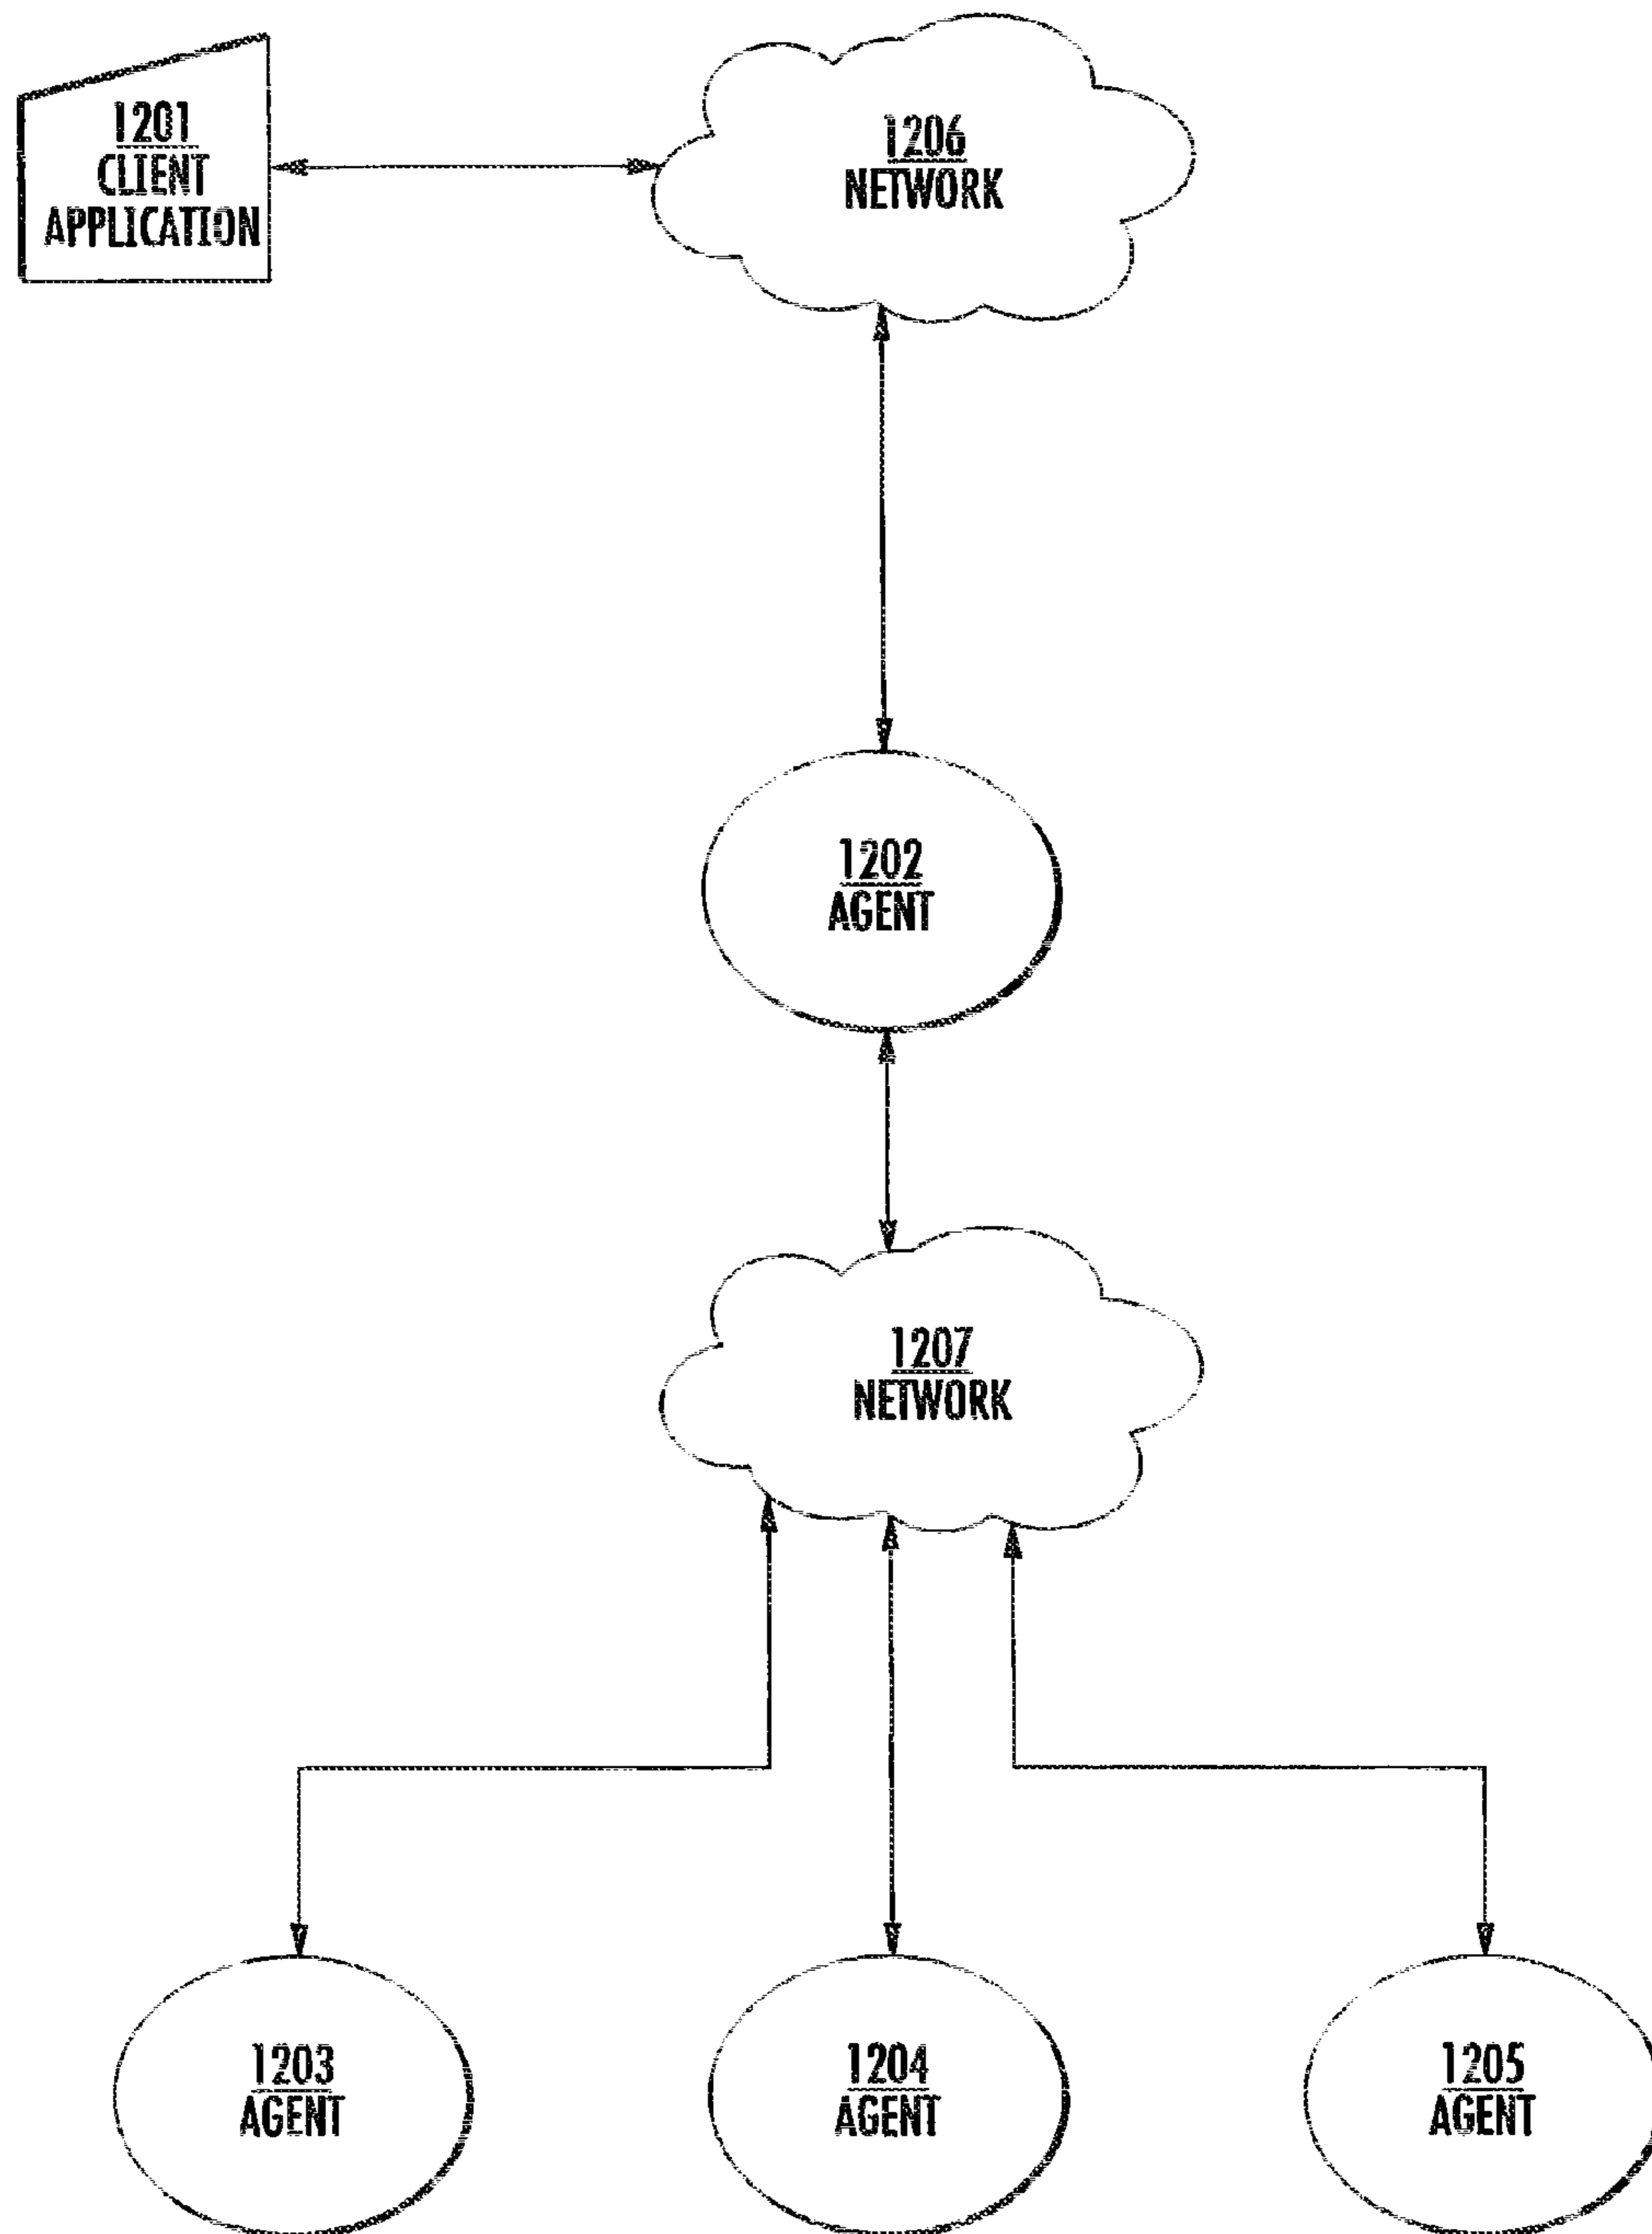 1201
CLIENT
APPLICATION
1206
NETWORK
1202
AGENT
1207
NETWORK
1203
AGENT
1204
AGENT
1205
AGENT